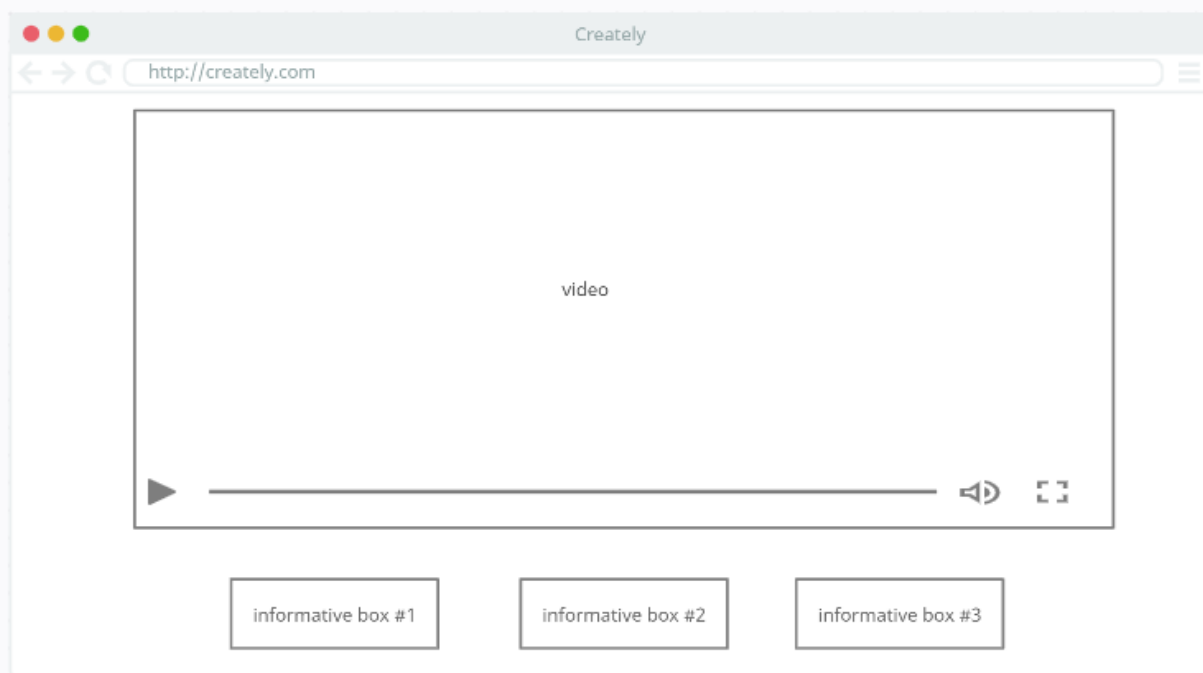 Creately
http://creately.com
video
informative box #1
informative box #2
informative box #3